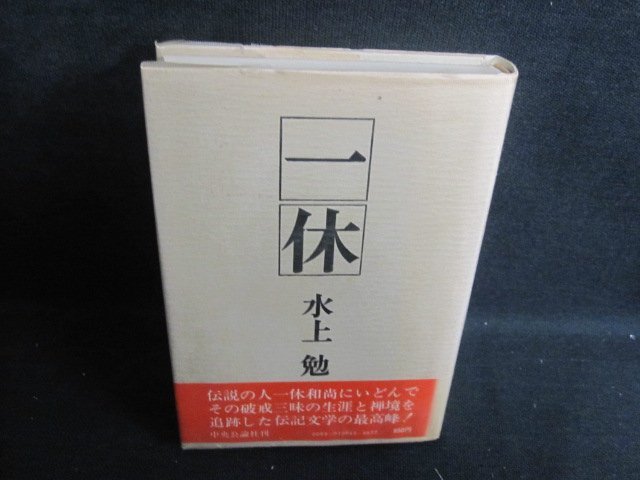 一
休
水上 勉
伝説の人一休和尚にいどんで
その破戒三昧の生涯と禅境を
追跡した伝記文学の最高峰!
中央公論社刊